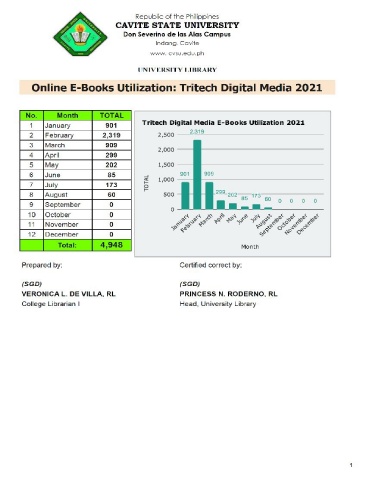 Republic of the Philippines
CAVITE STATE UNIVERSITY
Don Severino de las Alas Campus
Indang, Cavite
www.cvsu.edu.ph
UNIVERSITY LIBRARY
Online E-Books Utilization: Tritech Digital Media 2021
No. Month TOTAL
1 January 901
2 February 2,319
3 March 909
4 April 299
5 May 202
6 June 85
7 July 173
8 August 60
9 September 0
10 October 0
11 November 0
12 December 0
Total: 4,948
Tritech Digital Media E-Books Utilization 2021
TOTAL
2,500
2,000
1,500
1,000
500
0
901 2,319 909 299 202 85 173 60 0 0 0 0
January February March April May June July August September October November December
Month
Prepared by: Certified correct by:
(SGD) (SGD)
VERONICA L. DE VILLA, RL PRINCESS N. RODERNO, RL
College Librarian I Head, University Library
1